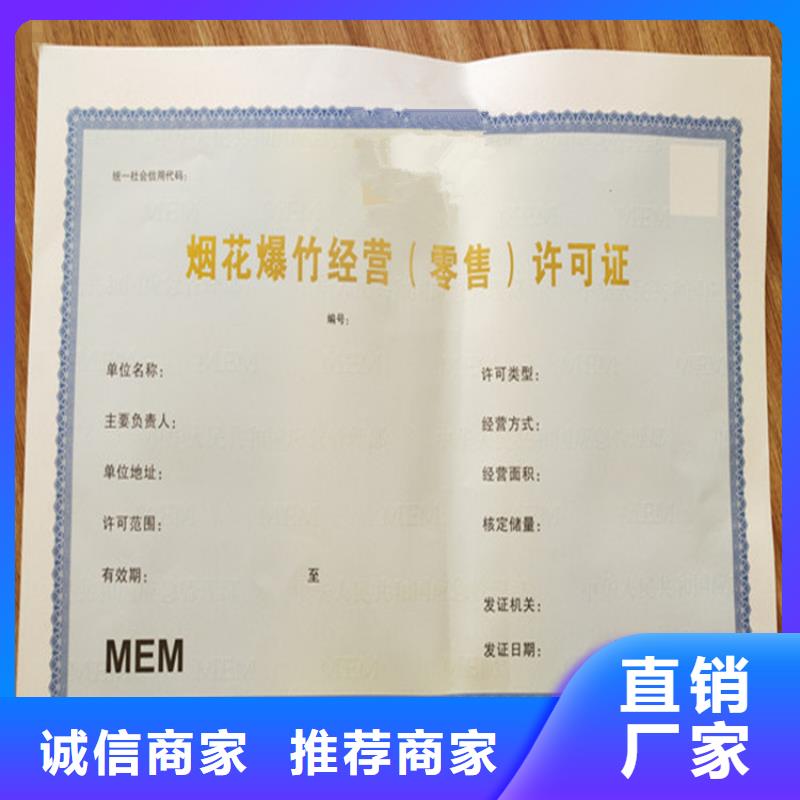 统一社会信用代码:
烟花爆竹经营(零售)许可证
编号:
单位名称:
许可类型:
主要负责人:
经营方式:
单位地址:
经营面积:
许可范围:
核定储量:
有效期: 至
发证机关:
发证日期:
MEM
直销
厂家
诚信商家 推荐商家